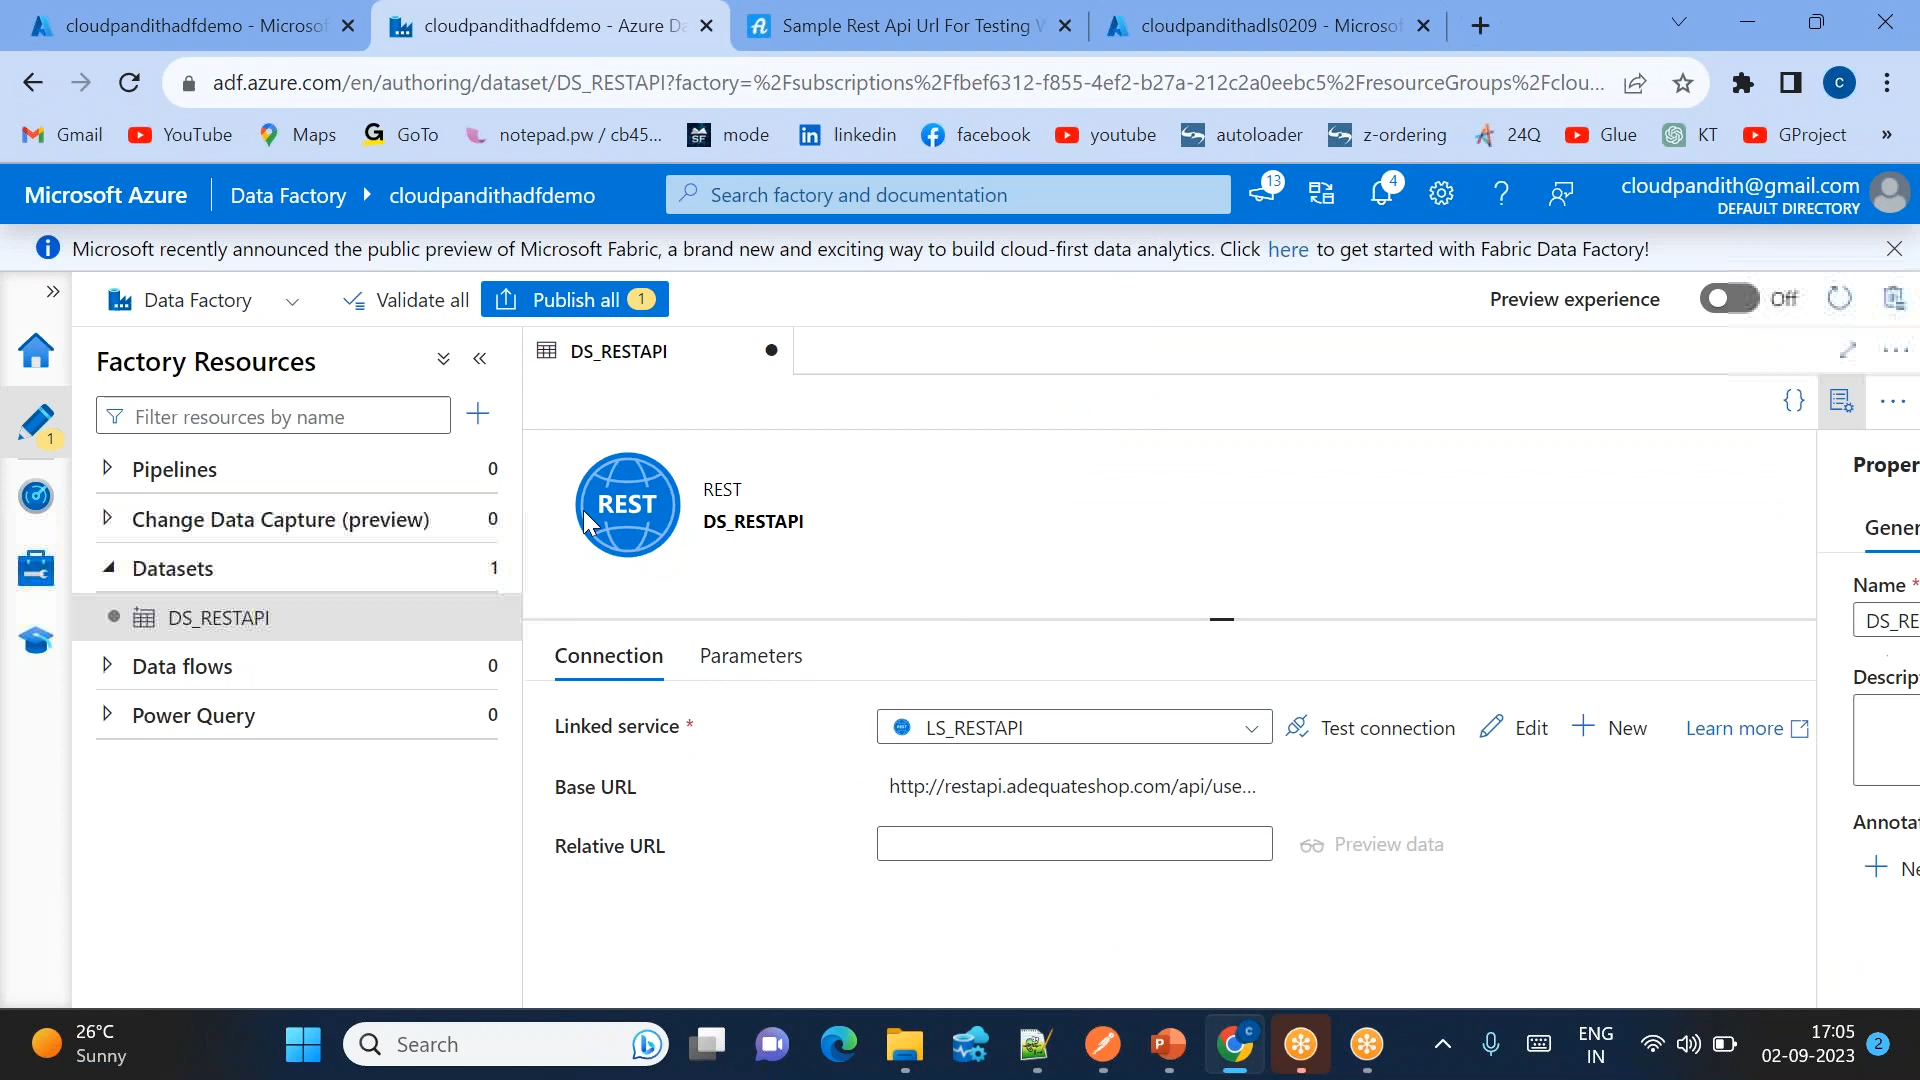 cloudpandithadfdemo - Microsof
cloudpandithadfdemo - Azure Da
Sample Rest Api Url For Testing W
cloudpandithadls0209 - Microsof
adf.azure.com/en/authoring/dataset/DS_RESTAPI?factory=%2Fsubscriptions%2Ffbef6312-f855-4ef2-b27a-212c2a0eebc5%2FresourceGroups%2Fclou...
C
Gmail
YouTube
Maps
GoTo
notepad.pw / cb45...
mode
linkedin
facebook
youtube
autoloader
z-ordering
24Q
Glue
KT
GProject
»
Microsoft Azure
Data Factory
cloudpandithadfdemo
Search factory and documentation
13
4
cloudpandith@gmail.com
DEFAULT DIRECTORY
Microsoft recently announced the public preview of Microsoft Fabric, a brand new and exciting way to build cloud-first data analytics. Click here to get started with Fabric Data Factory!
Data Factory
Validate all
Publish all 1
Preview experience
Off
Factory Resources
DS_RESTAPI
Filter resources by name
1
Pipelines 0
Change Data Capture (preview) 0
Datasets 1
DS_RESTAPI
Data flows 0
Power Query 0
REST
REST
DS_RESTAPI
Proper
Gener
Name *
DS_RE
Descrip
Annotat
Ne
Connection
Parameters
Linked service *
LS_RESTAPI
Test connection
Edit
New
Learn more
Base URL
http://restapi.adequateshop.com/api/use...
Relative URL
Preview data
26°C
Sunny
Search
ENG
IN
17:05
02-09-2023
2